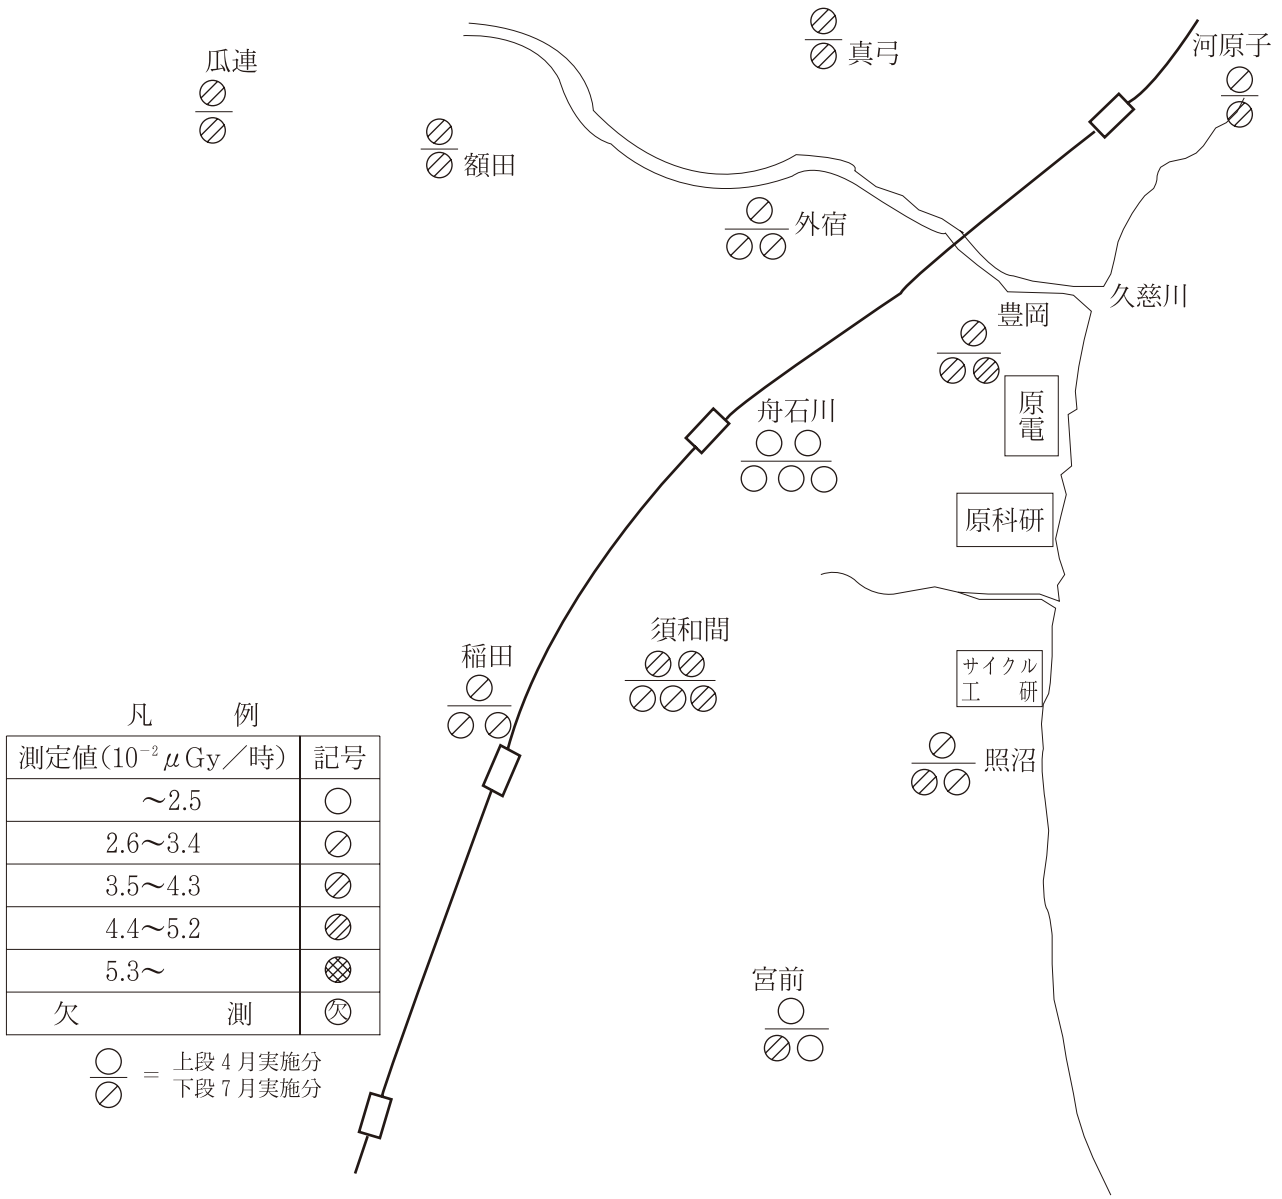 河原子
真弓
瓜連
額田
外宿
久慈川
豊岡
原電
舟石川
原科研
須和間
稲田
サイクル
工　研
照沼
宮前
凡　例
測定値(10⁻²μGy／時) 記号
～2.5
2.6～3.4
3.5～4.3
4.4～5.2
5.3～
欠　測 欠
= 上段4月実施分
下段7月実施分